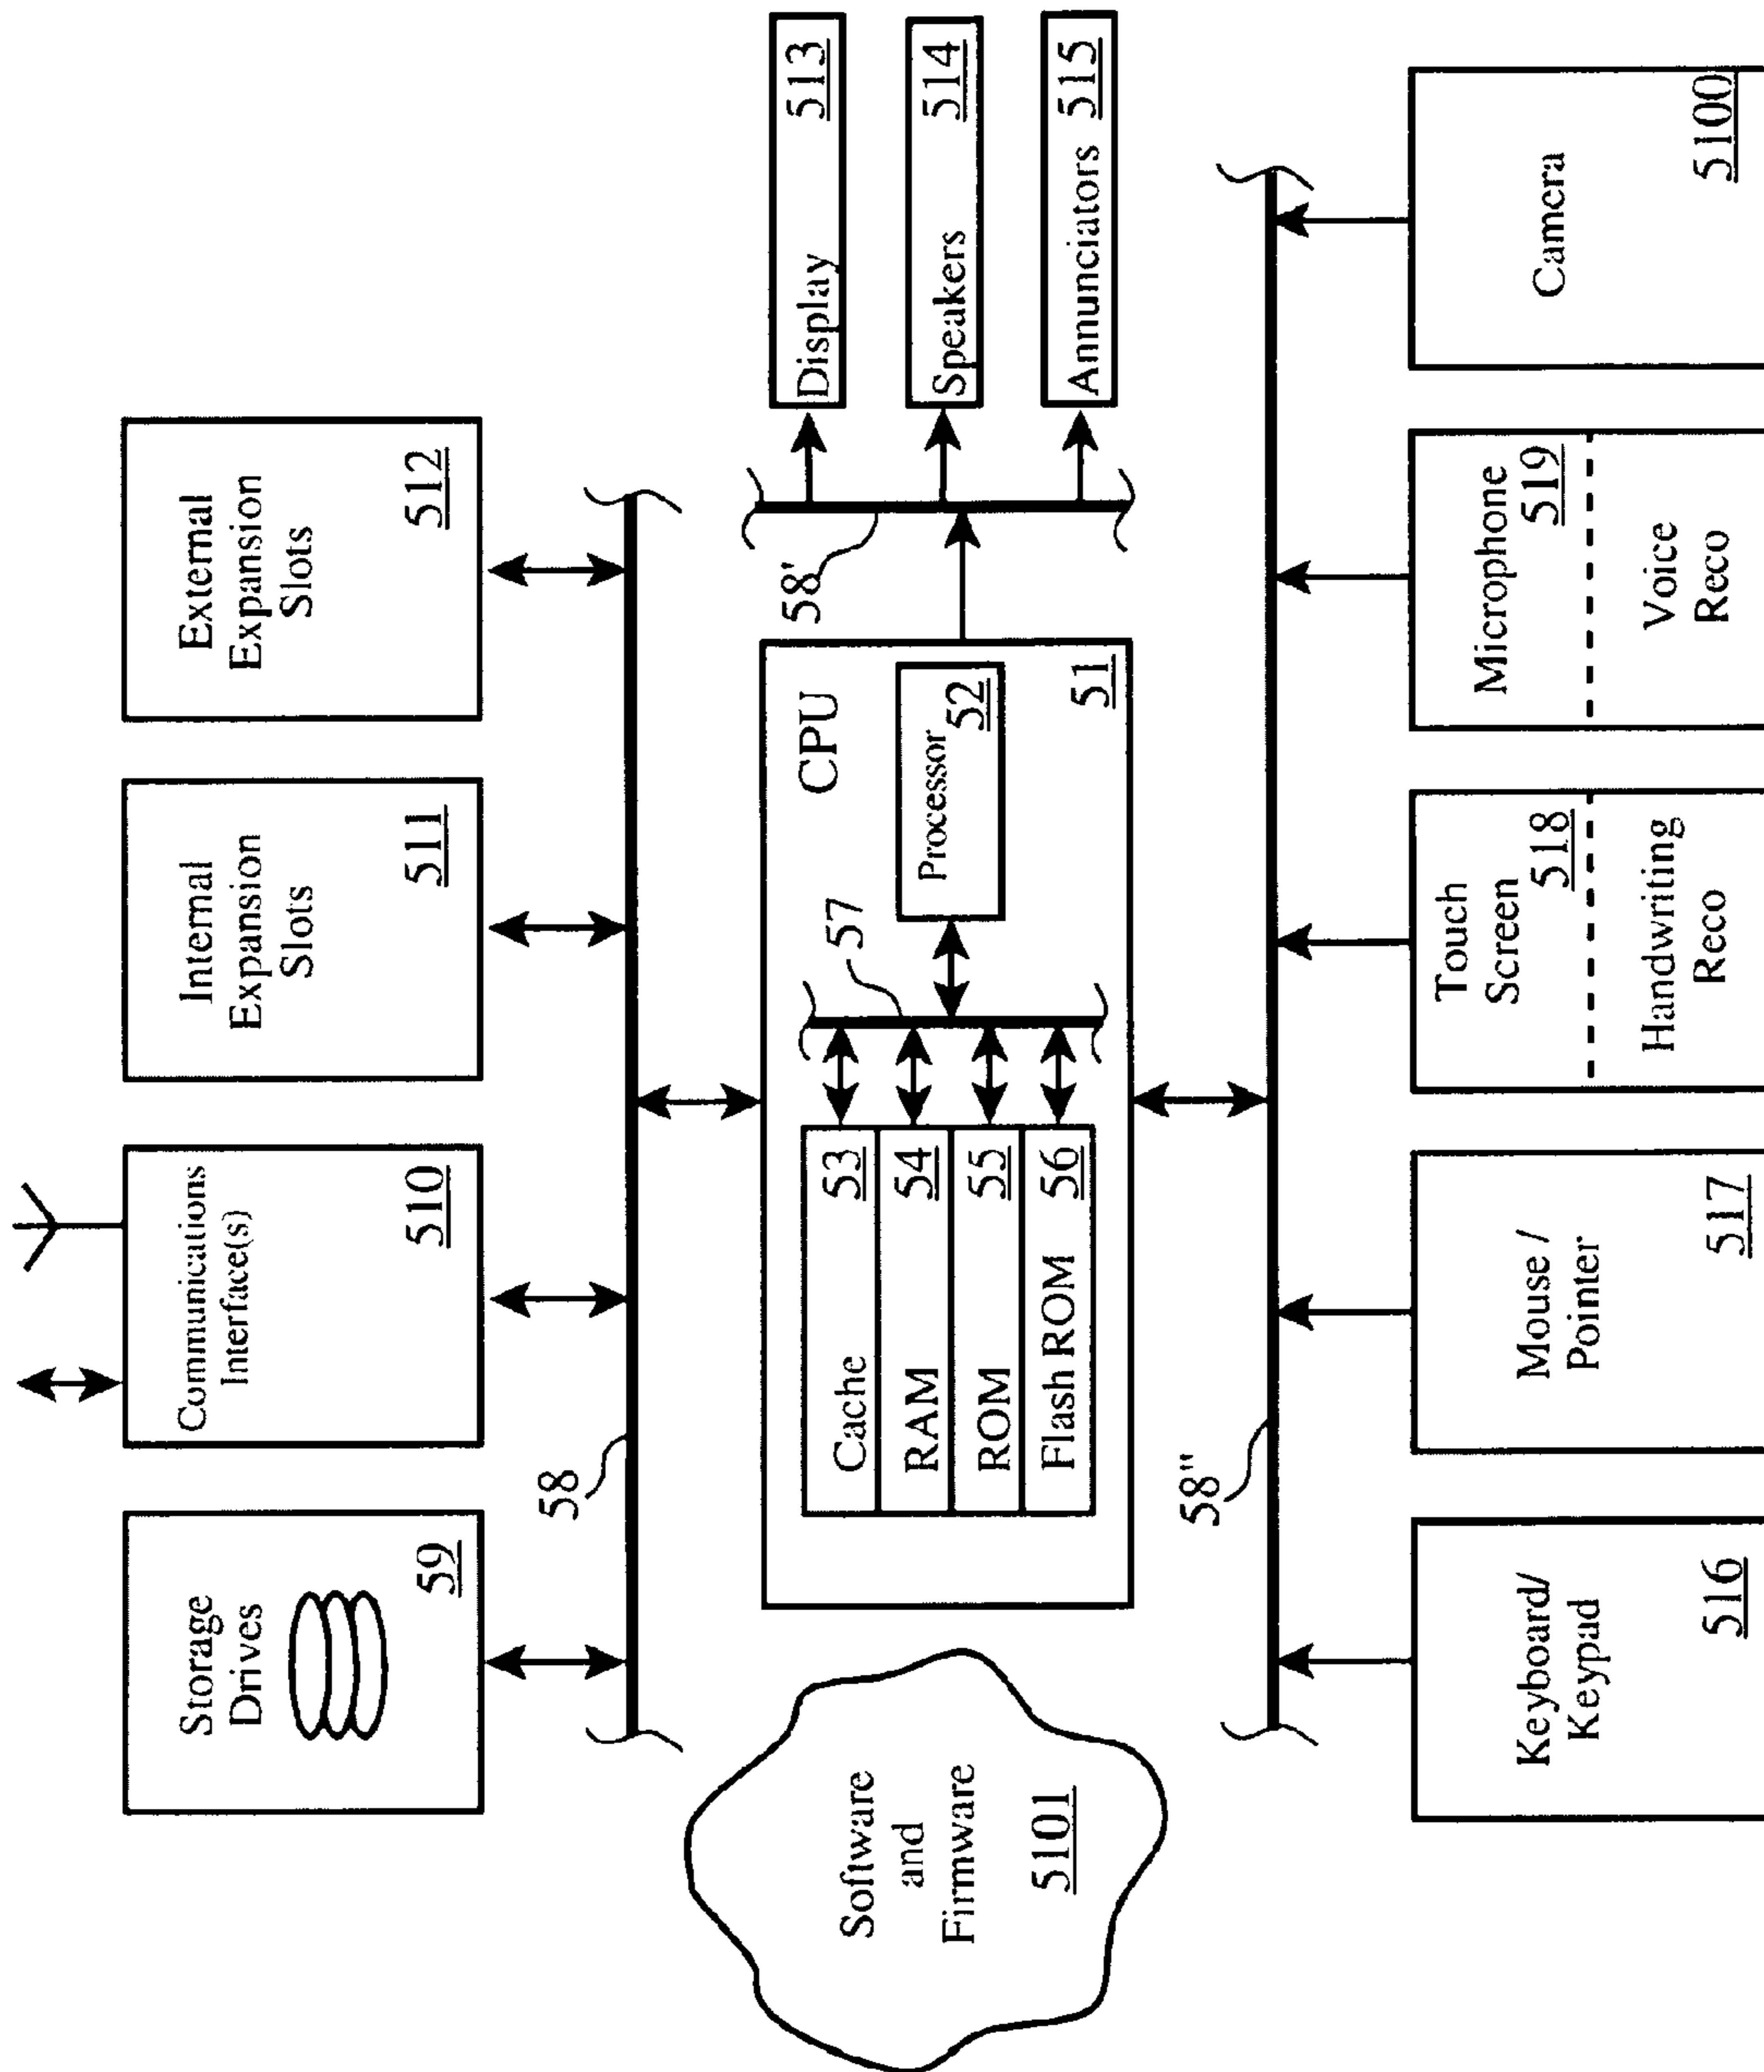 Storage
Drives
59
Communications
Interface(s)
510
Internal
Expansion
Slots
511
External
Expansion
Slots
512
58
Software
and
Firmware
5101
CPU
Cache 53
RAM 54
ROM 55
Flash ROM 56
57
Processor
52
51
58'
Display 513
Speakers 514
Annunciators 515
58"
Keyboard/
Keypad
516
Mouse /
Pointer
517
Touch
Screen
518
Handwriting
Reco
Microphone
519
Voice
Reco
Camera
5100